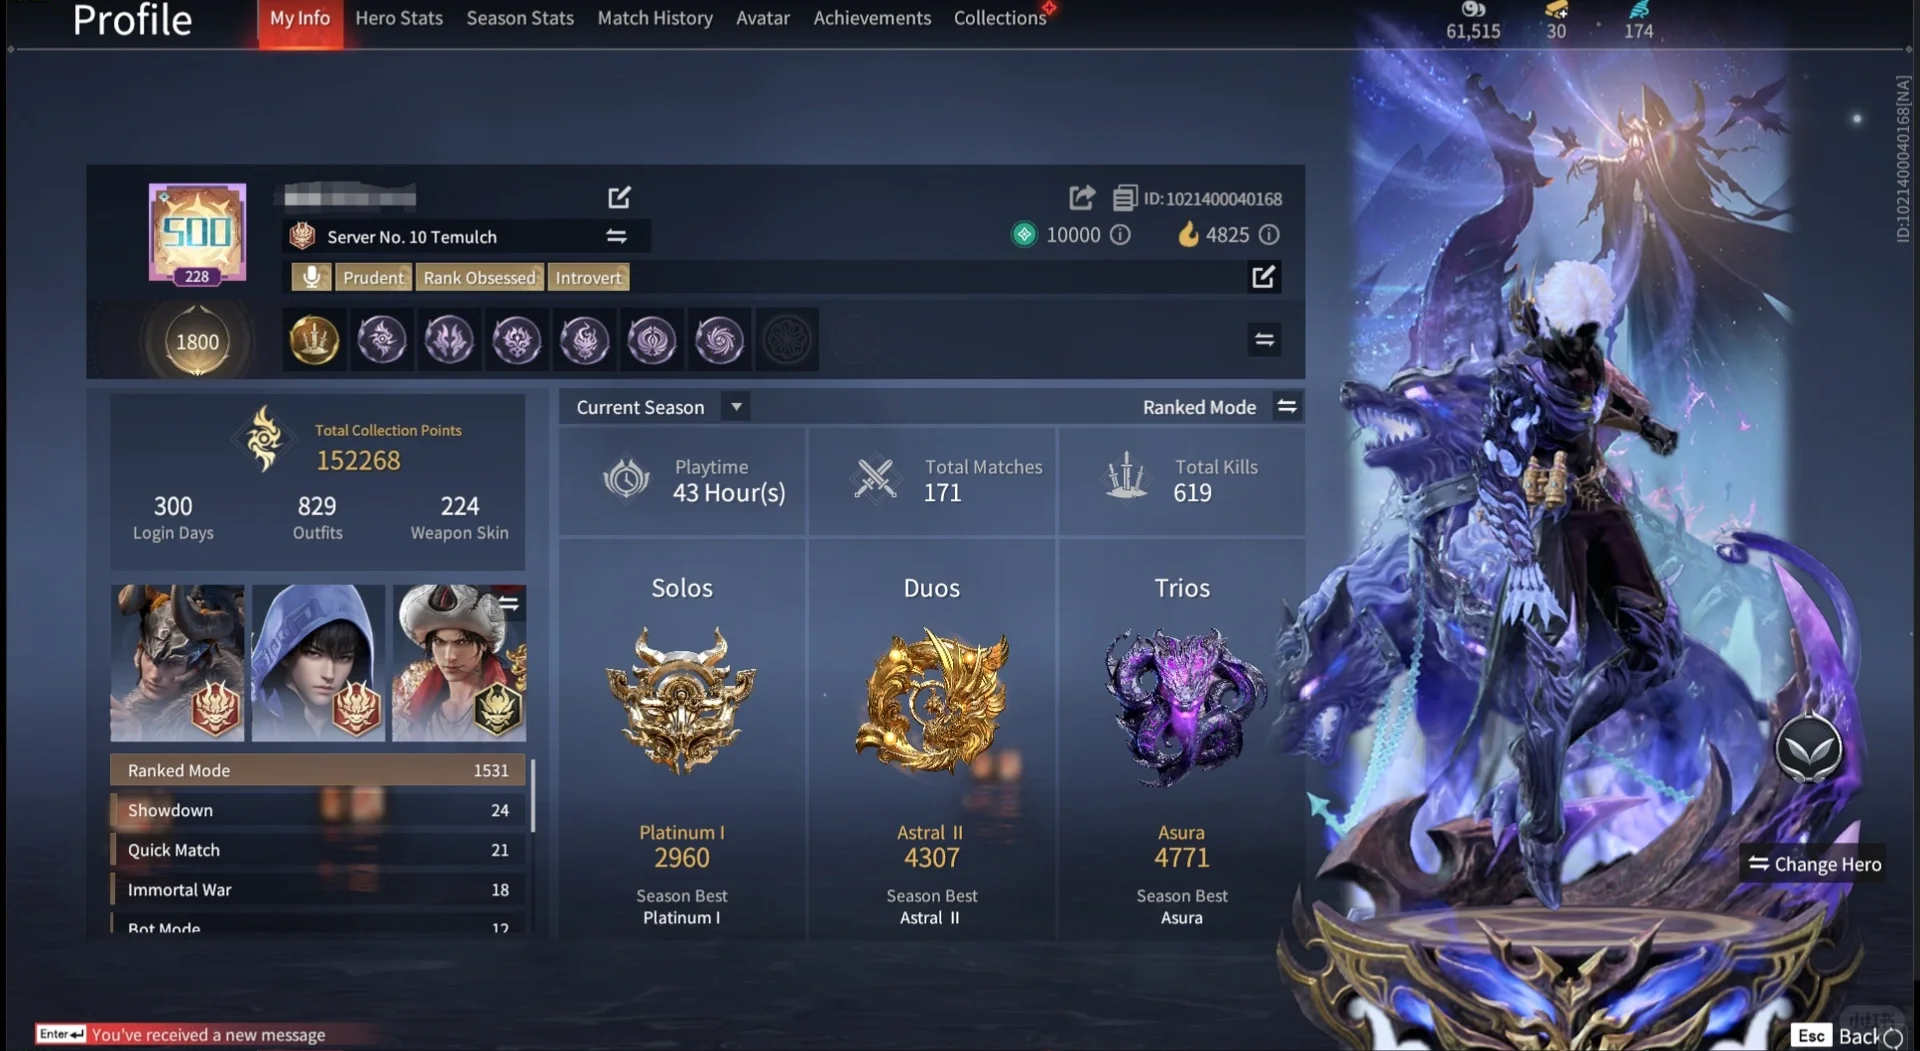 Profile
My Info
Hero Stats
Season Stats
Match History
Avatar
Achievements
Collections
61,515
30
174
ID:1021400040168[NA]
500
228
ID:1021400040168
Server No. 10 Temulch
10000
4825
Prudent
Rank Obsessed
Introvert
1800
Total Collection Points
152268
300
829
224
Login Days
Outfits
Weapon Skin
Current Season
Ranked Mode
Playtime
43 Hour(s)
Total Matches
171
Total Kills
619
Solos
Duos
Trios
Platinum I
2960
Season Best
Platinum I
Astral II
4307
Season Best
Astral II
Asura
4771
Season Best
Asura
Ranked Mode 1531
Showdown 24
Quick Match 21
Immortal War 18
Bot Mode 12
Change Hero
Enter You've received a new message
Esc Back